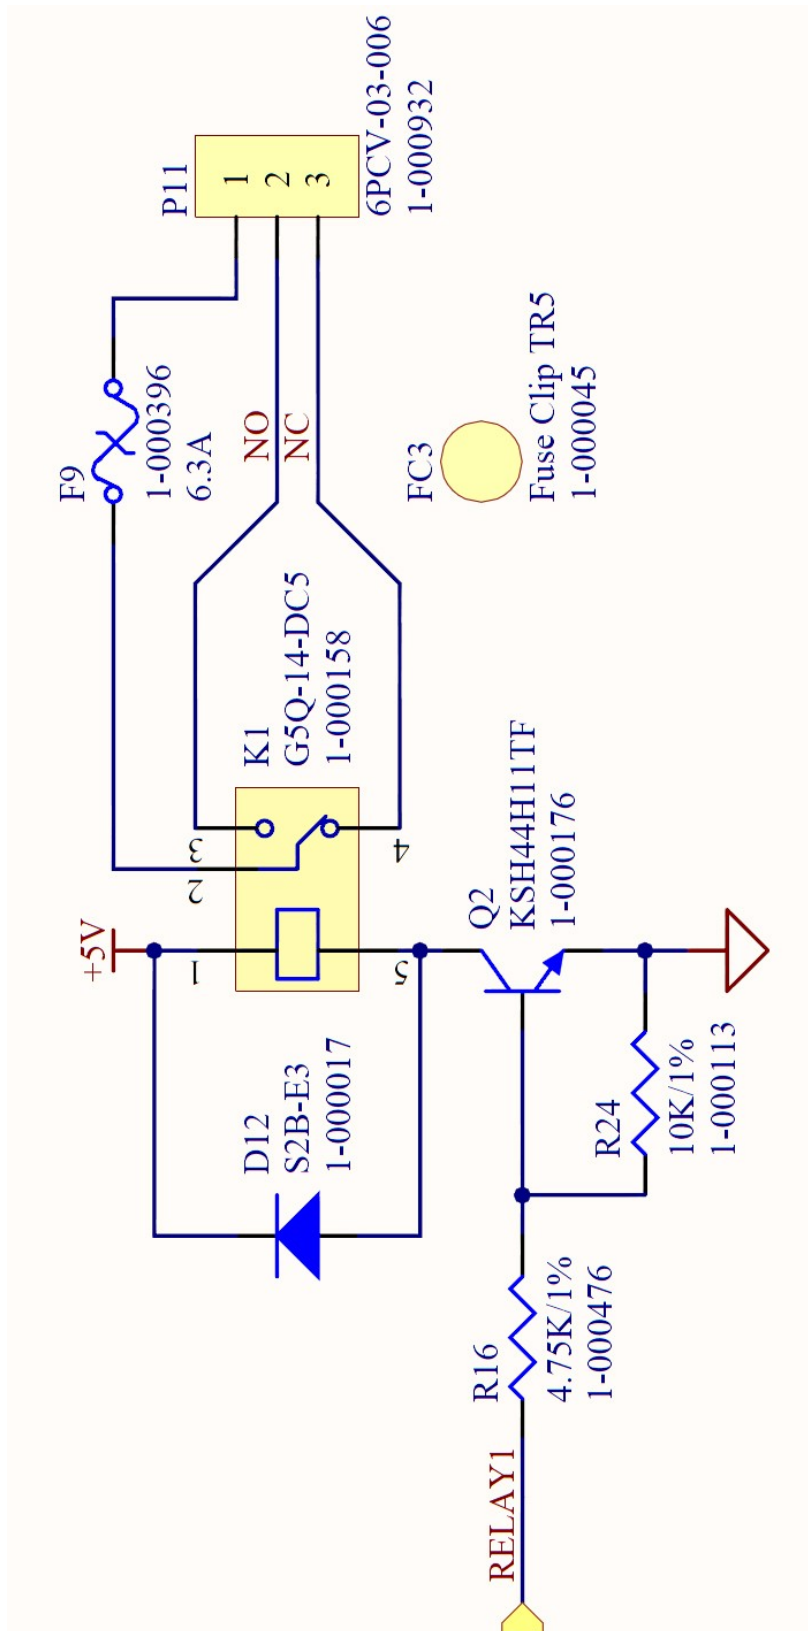 P11
1
2
3
6PCV-03-006
1-000932
F9
1-000396
6.3A
NO
NC
FC3
Fuse Clip TR5
1-000045
K1
G5Q-14-DC5
1-000158
3
2
4
+5V
1
5
Q2
KSH44H11TF
1-000176
D12
S2B-E3
1-000017
R24
10K/1%
1-000113
R16
4.75K/1%
1-000476
RELAY1